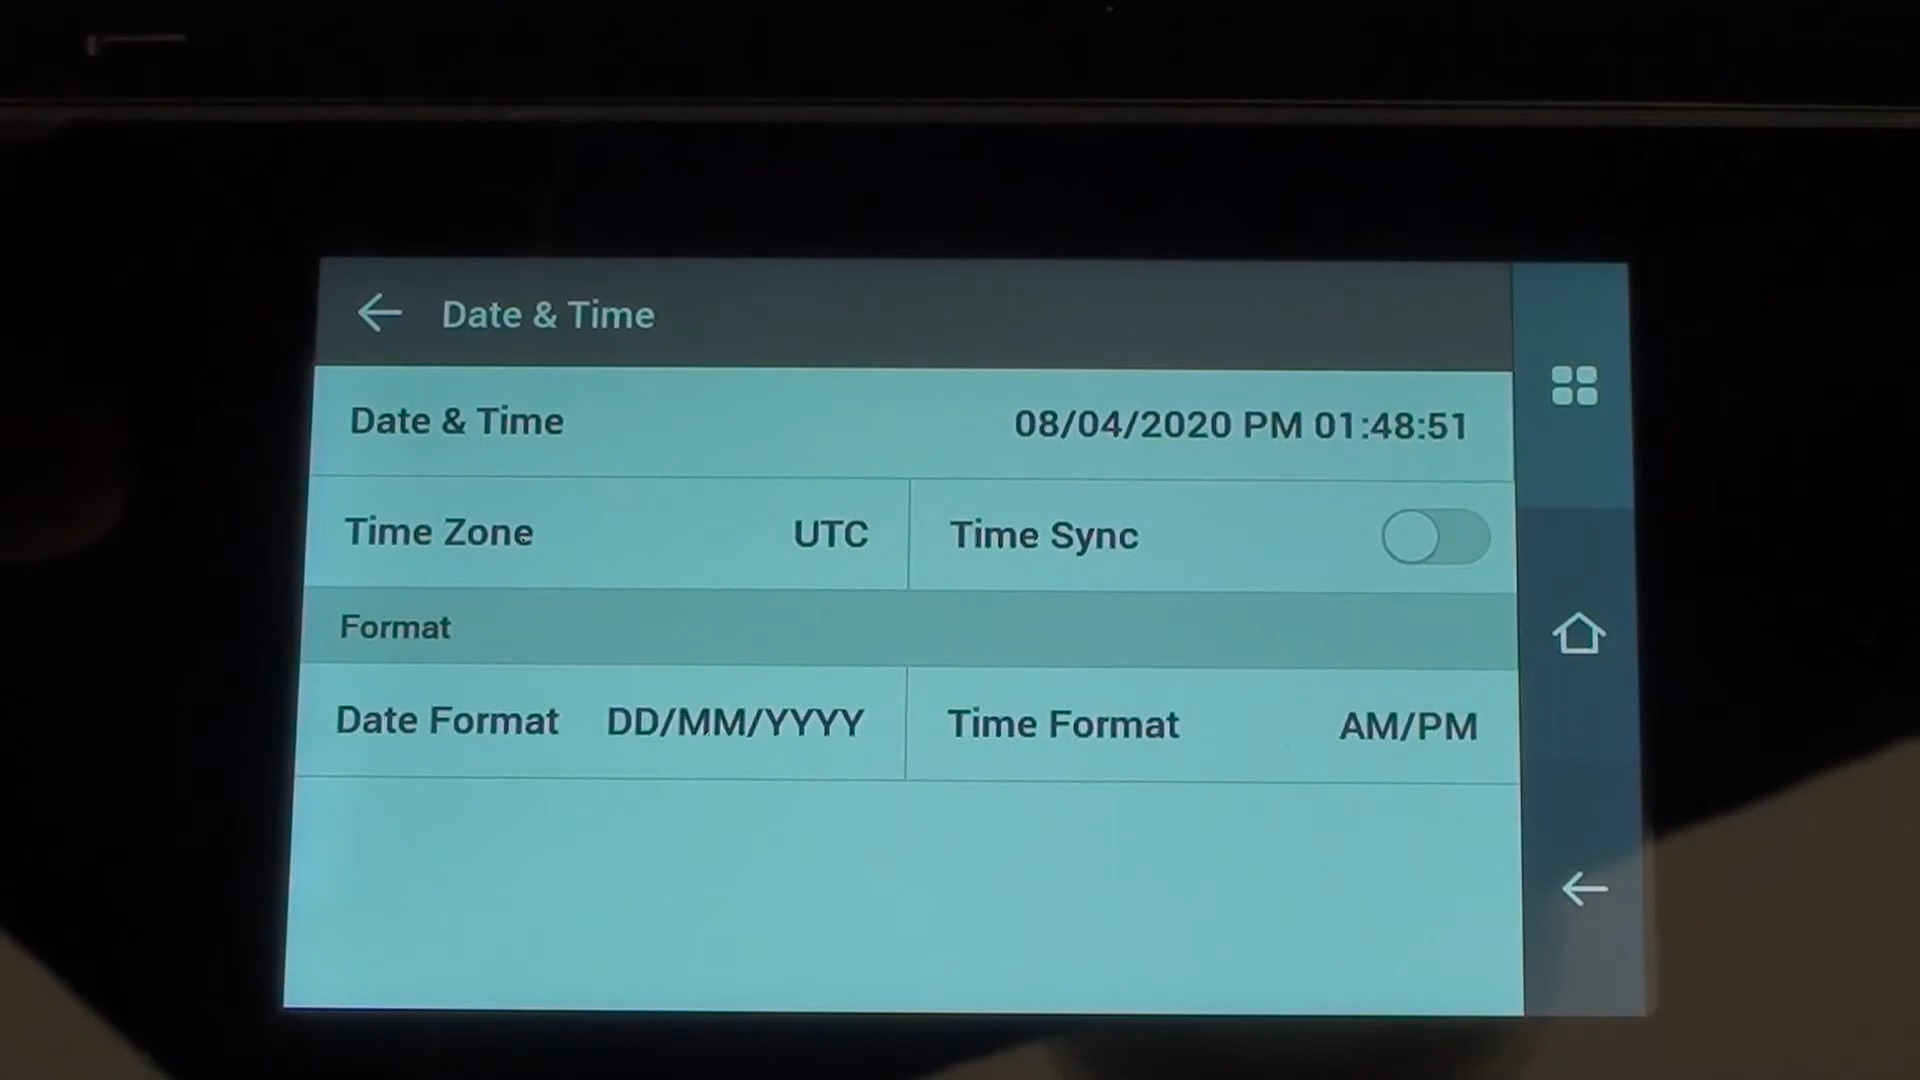 Date & Time
Date & Time 08/04/2020 PM 01:48:51
Time Zone UTC Time Sync
Format
Date Format DD/MM/YYYY Time Format AM/PM